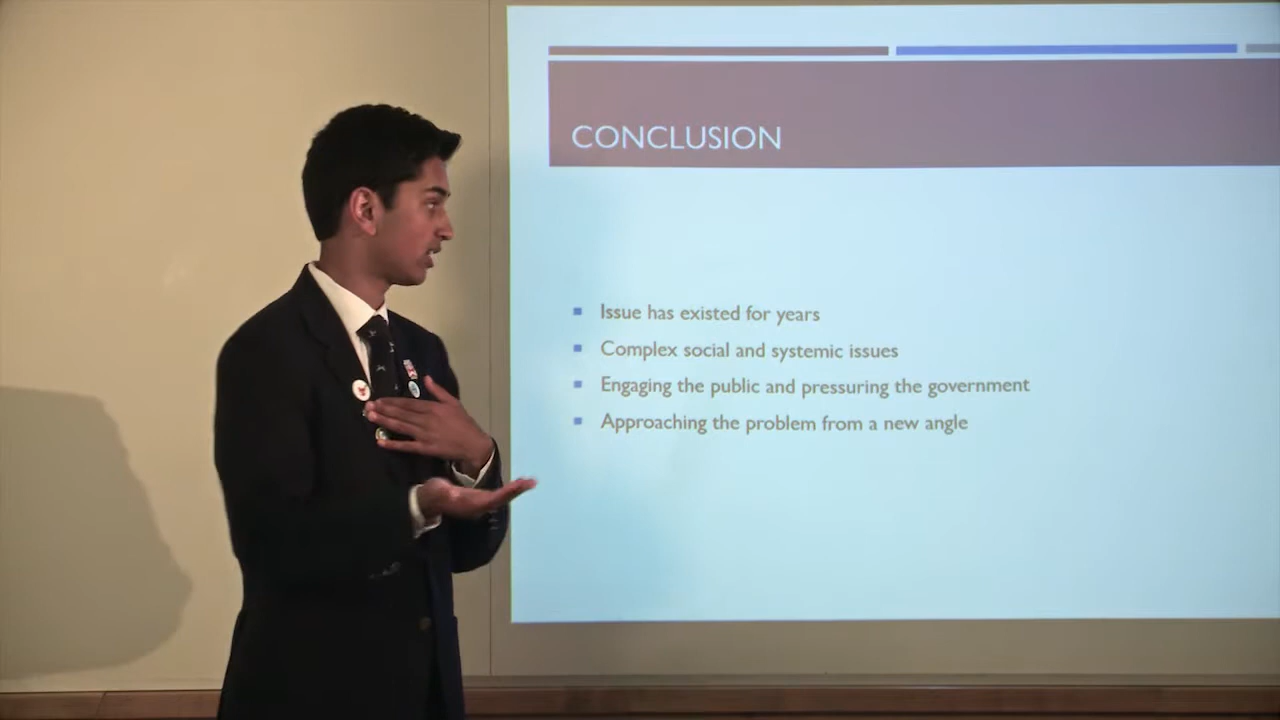 CONCLUSION
Issue has existed for years
Complex social and systemic issues
Engaging the public and pressuring the government
Approaching the problem from a new angle